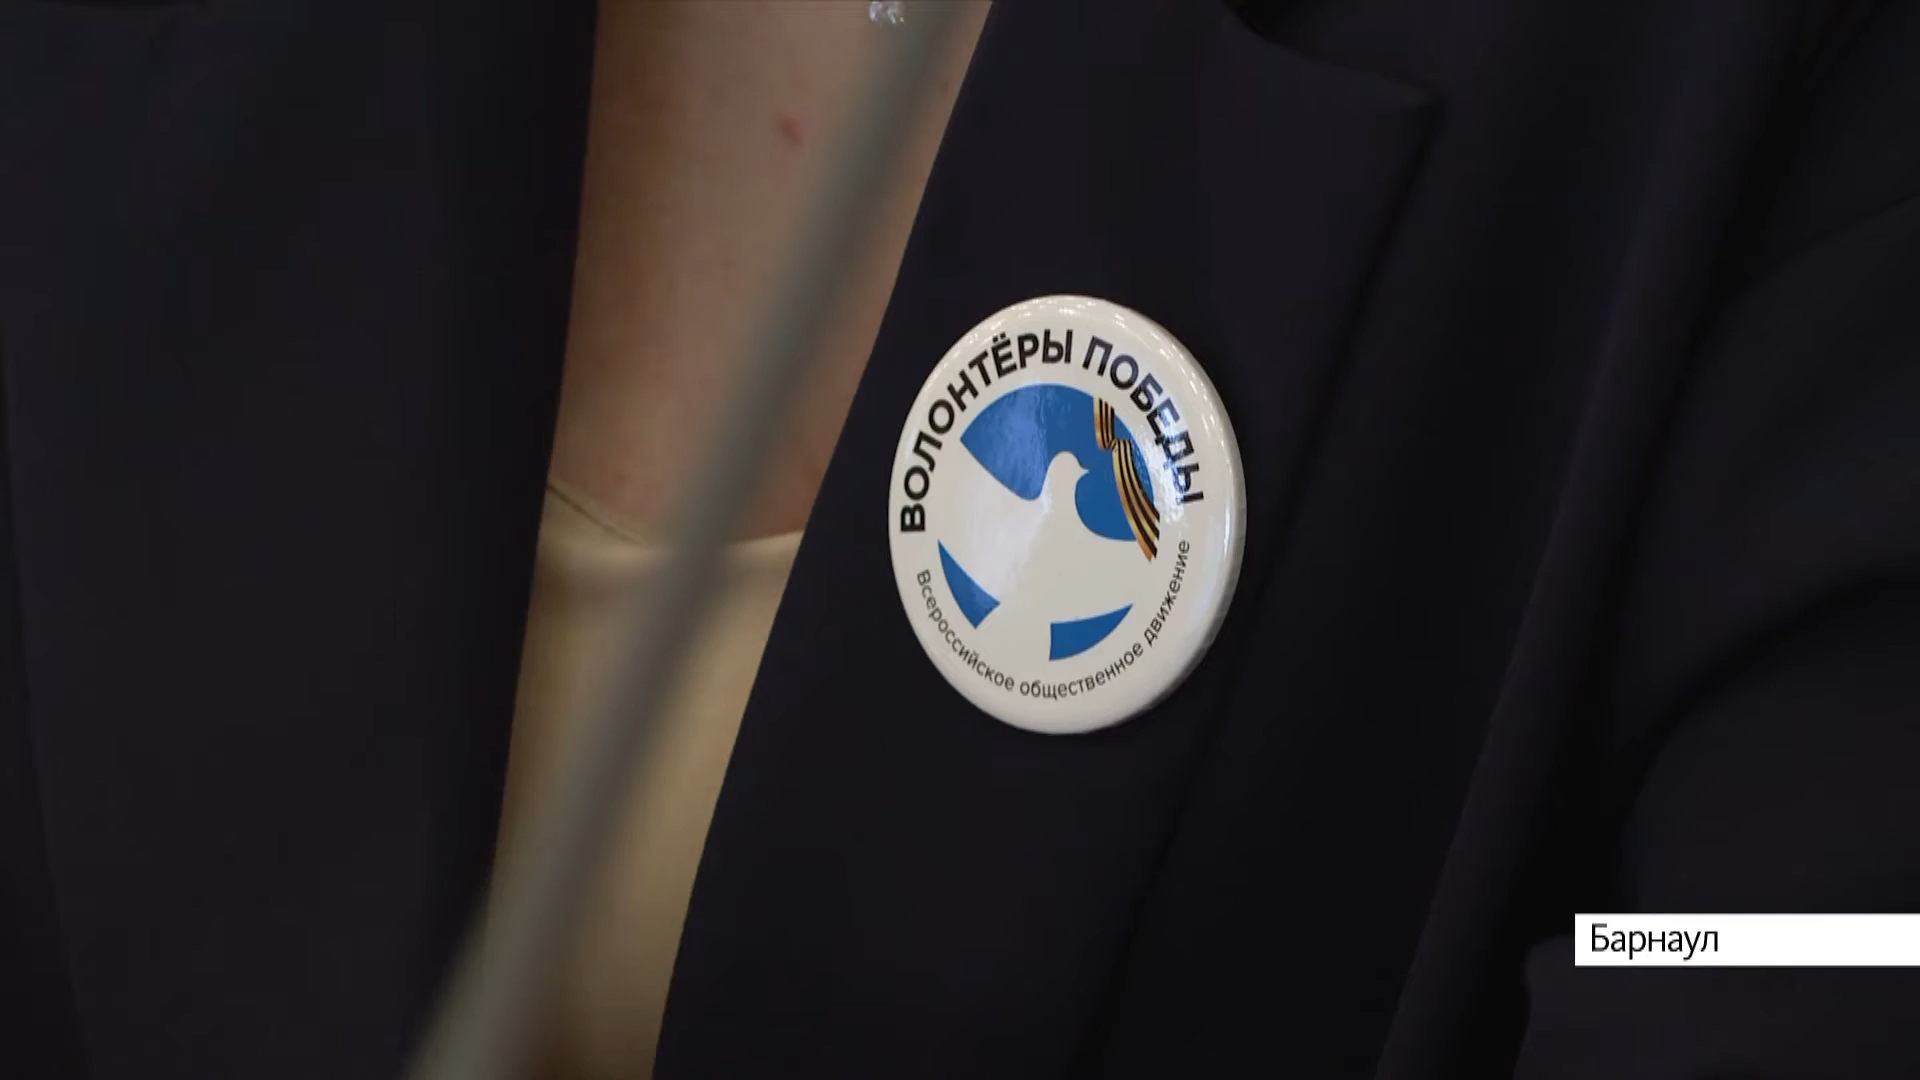 ВОЛОНТЁРЫ ПОБЕДЫ
Всероссийское общественное движение
Барнаул